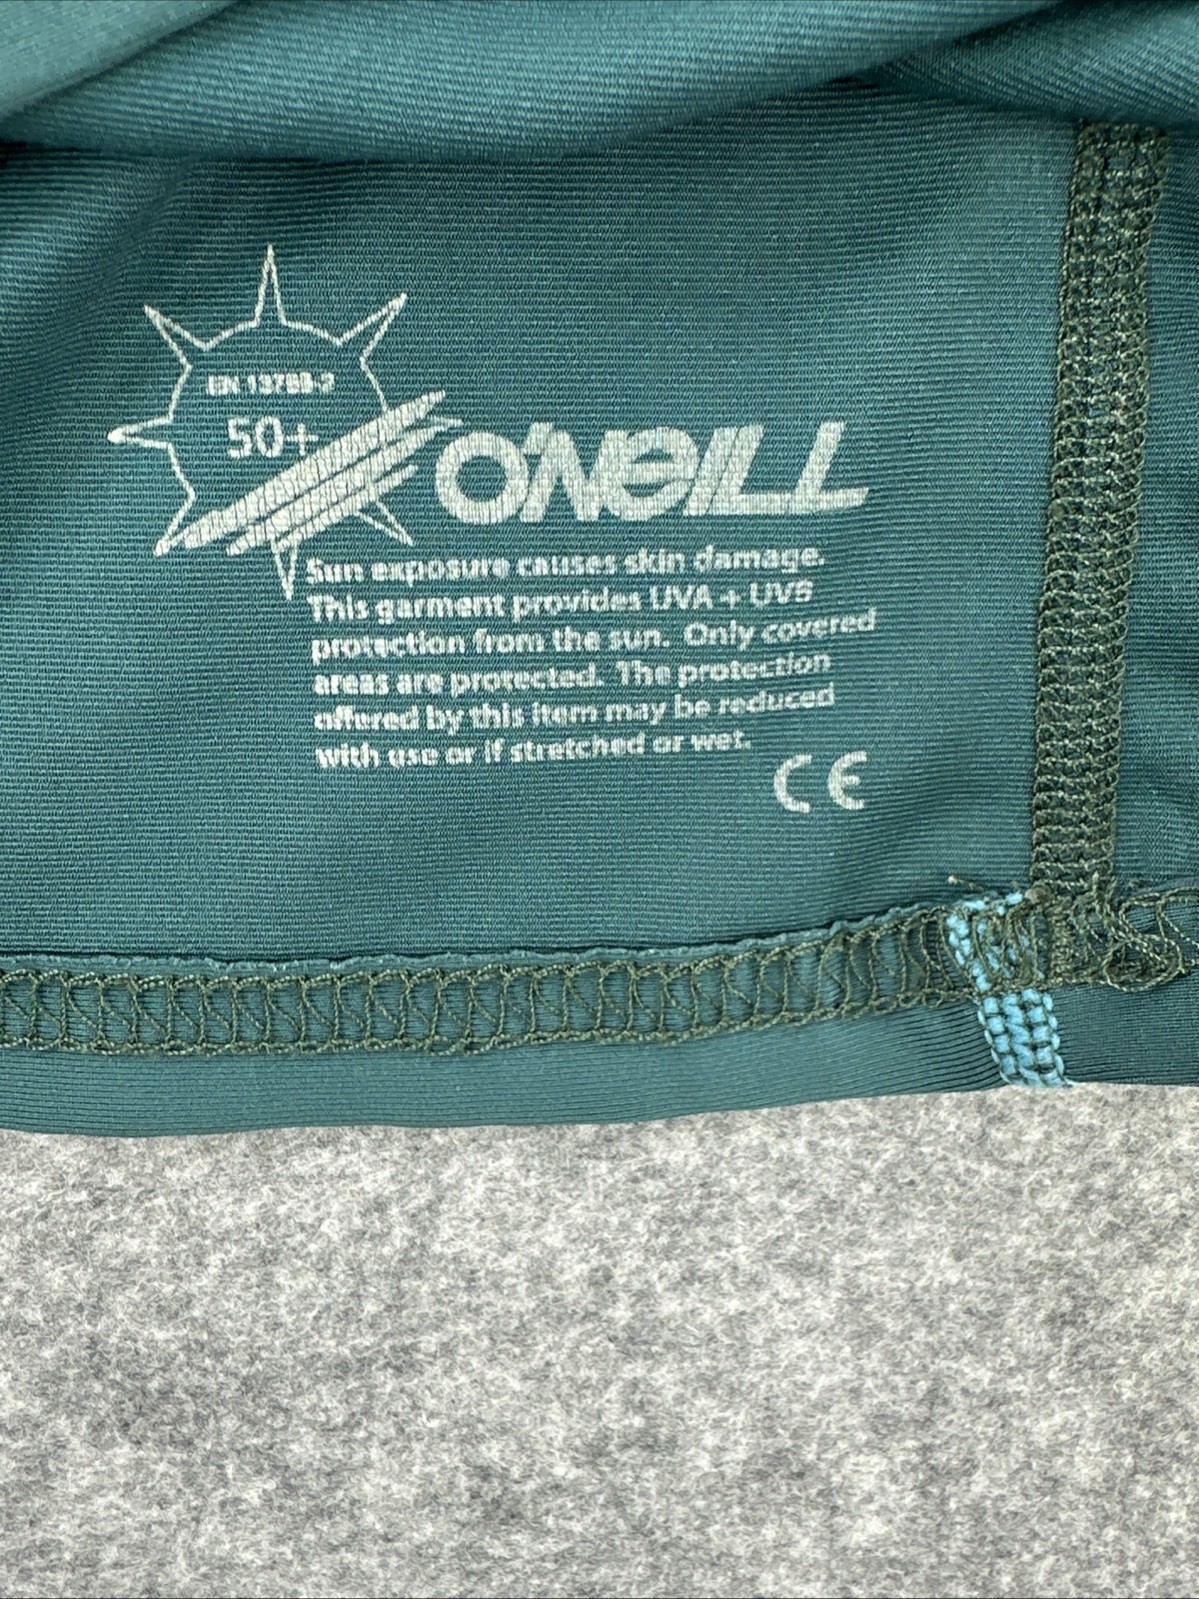 EN 13758-2
50+
O'NEILL
Sun exposure causes skin damage.
This garment provides UVA + UVB
protection from the sun. Only covered
areas are protected. The protection
offered by this item may be reduced
with use or if stretched or wet.
CE